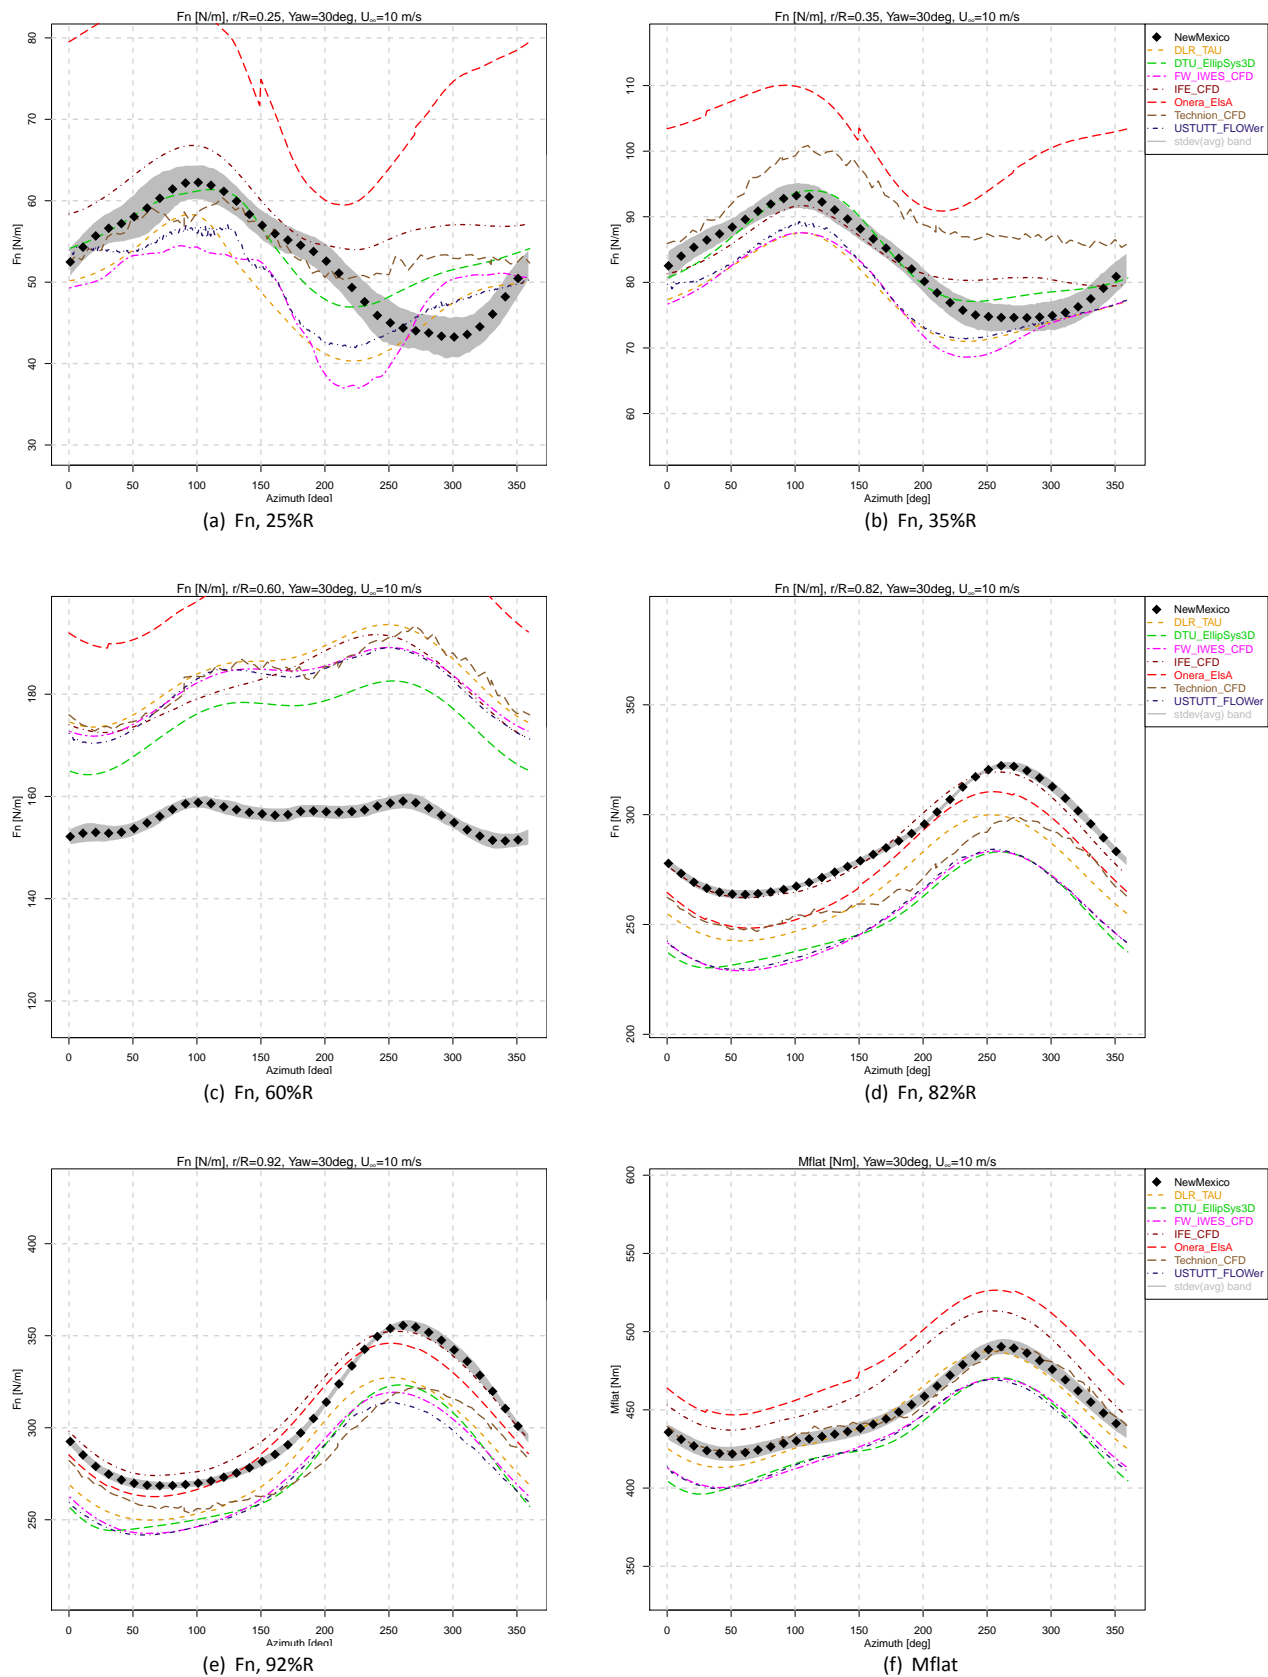 Fn [N/m], r/R=0.25, Yaw=30deg, U∞=10 m/s
Fn [N/m]
30 40 50 60 70 80
0 50 100 150 200 250 300 350
Azimuth [deg]
(a) Fn, 25%R
Fn [N/m], r/R=0.35, Yaw=30deg, U∞=10 m/s
Fn [N/m]
60 70 80 90 100 110
0 50 100 150 200 250 300 350
Azimuth [deg]
NewMexico
DLR_TAU
DTU_EllipSys3D
FW_IWES_CFD
IFE_CFD
Onera_ElsA
Technion_CFD
USTUTT_FLOWer
stdev(avg) band
(b) Fn, 35%R
Fn [N/m], r/R=0.60, Yaw=30deg, U∞=10 m/s
Fn [N/m]
120 140 160 180
0 50 100 150 200 250 300 350
Azimuth [deg]
(c) Fn, 60%R
Fn [N/m], r/R=0.82, Yaw=30deg, U∞=10 m/s
Fn [N/m]
200 250 300 350
0 50 100 150 200 250 300 350
Azimuth [deg]
NewMexico
DLR_TAU
DTU_EllipSys3D
FW_IWES_CFD
IFE_CFD
Onera_ElsA
Technion_CFD
USTUTT_FLOWer
stdev(avg) band
(d) Fn, 82%R
Fn [N/m], r/R=0.92, Yaw=30deg, U∞=10 m/s
Fn [N/m]
250 300 350 400
0 50 100 150 200 250 300 350
Azimuth [deg]
(e) Fn, 92%R
Mflat [Nm], Yaw=30deg, U∞=10 m/s
Mflat [Nm]
350 400 450 500 550 600
0 50 100 150 200 250 300 350
Azimuth [deg]
NewMexico
DLR_TAU
DTU_EllipSys3D
FW_IWES_CFD
IFE_CFD
Onera_ElsA
Technion_CFD
USTUTT_FLOWer
stdev(avg) band
(f) Mflat